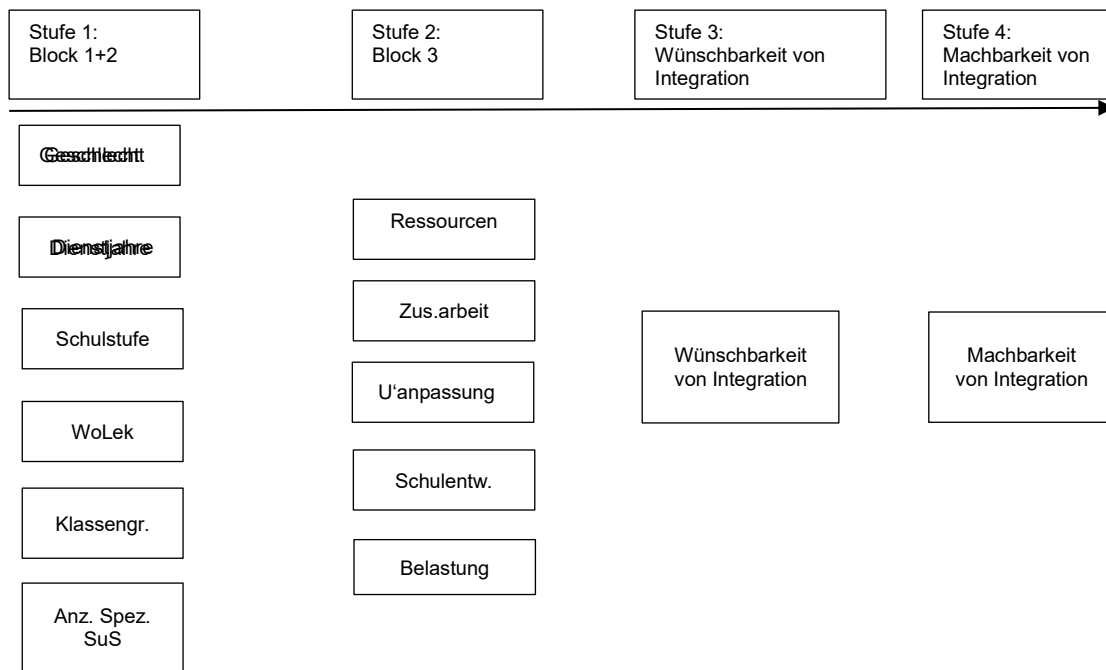 Stufe 1:
Block 1+2
Stufe 2:
Block 3
Stufe 3:
Wünschbarkeit von
Integration
Stufe 4:
Machbarkeit von
Integration
Geschlecht
Dienstjahre
Schulstufe
WoLek
Klassengr.
Anz. Spez.
SuS
Ressourcen
Zus.arbeit
U‘anpassung
Schulentw.
Belastung
Wünschbarkeit
von Integration
Machbarkeit
von Integration